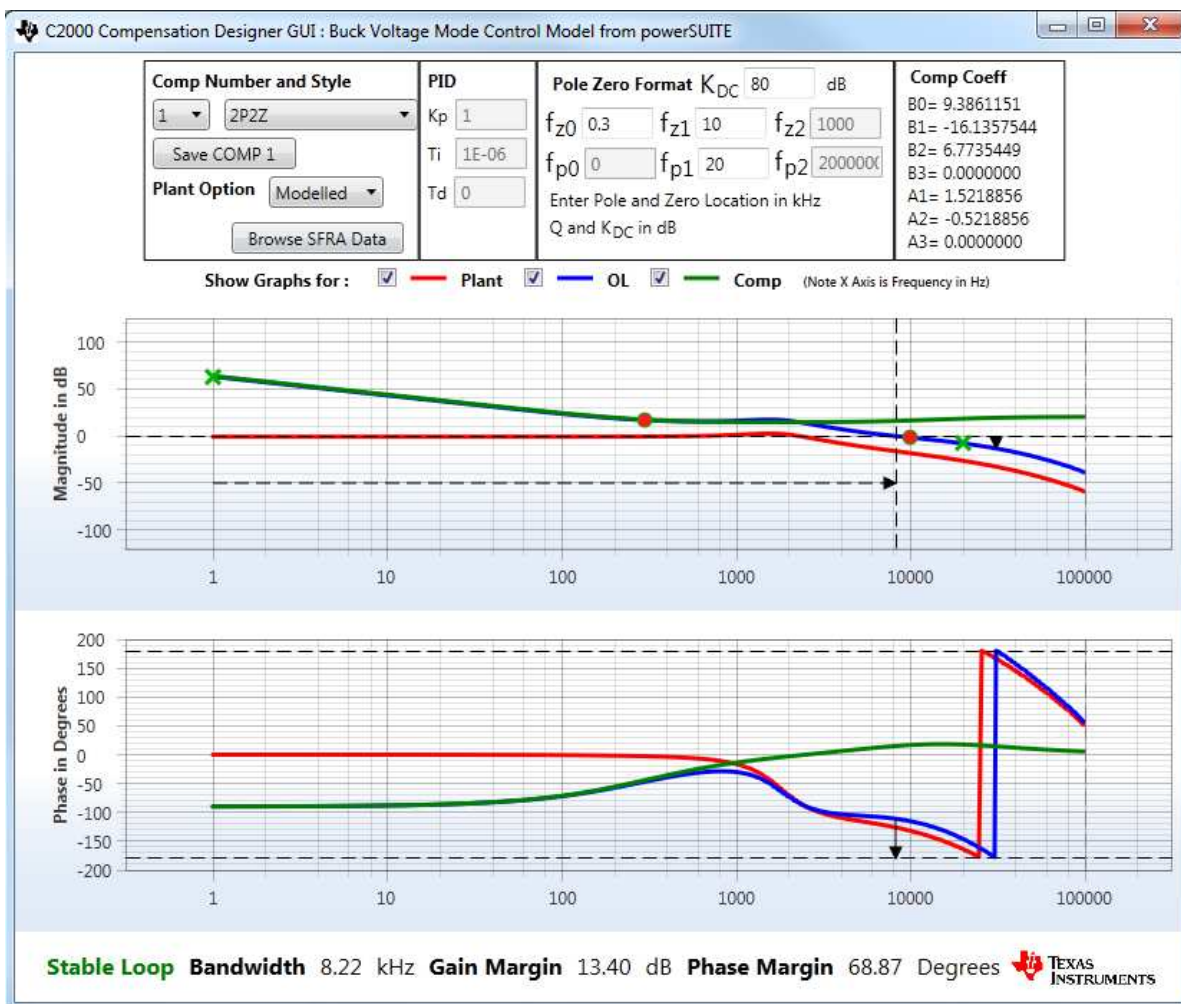 C2000 Compensation Designer GUI : Buck Voltage Mode Control Model from powerSUITE
Comp Number and Style
1 2P2Z
Save COMP 1
Plant Option Modelled
Browse SFRA Data
PID
Kp 1
Ti 1E-06
Td 0
Pole Zero Format KDC 80 dB
fz0 0.3 fz1 10 fz2 1000
fp0 0 fp1 20 fp2 2000000
Enter Pole and Zero Location in kHz
Q and KDC in dB
Comp Coeff
B0= 9.3861151
B1= -16.1357544
B2= 6.7735449
B3= 0.0000000
A1= 1.5218856
A2= -0.5218856
A3= 0.0000000
Show Graphs for : Plant OL Comp (Note X Axis is Frequency in Hz)
Magnitude in dB
100
50
0
-50
-100
1 10 100 1000 10000 100000
Phase in Degrees
200
150
100
50
0
-50
-100
-150
-200
1 10 100 1000 10000 100000
Stable Loop Bandwidth 8.22 kHz Gain Margin 13.40 dB Phase Margin 68.87 Degrees
TEXAS
INSTRUMENTS